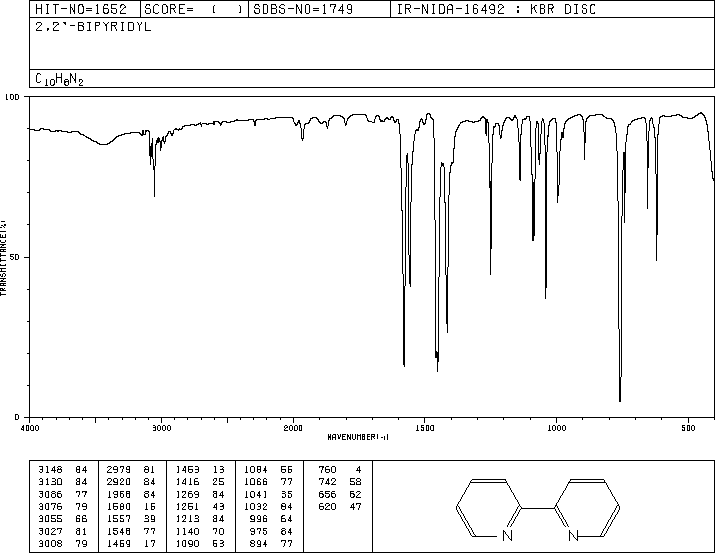 HIT-NO=1652 SCORE= ( ) SDBS-NO=1749 IR-NIDA-16492 : KBR DISC
2,2'-BIPYRIDYL
C10H8N2
100
50
0
TRANSMITTANCE(%)
4000 3000 2000 1500 1000 500
WAVENUMBER(-1)
3148 84 2979 81 1453 13 1084 55 760 4
3130 84 2920 84 1416 25 1066 77 742 58
3086 77 1968 84 1269 84 1041 35 656 62
3076 79 1580 15 1251 43 1032 84 620 47
3055 66 1557 39 1213 84 996 64
3027 81 1548 77 1140 70 975 84
3008 79 1459 17 1090 53 894 77
N N